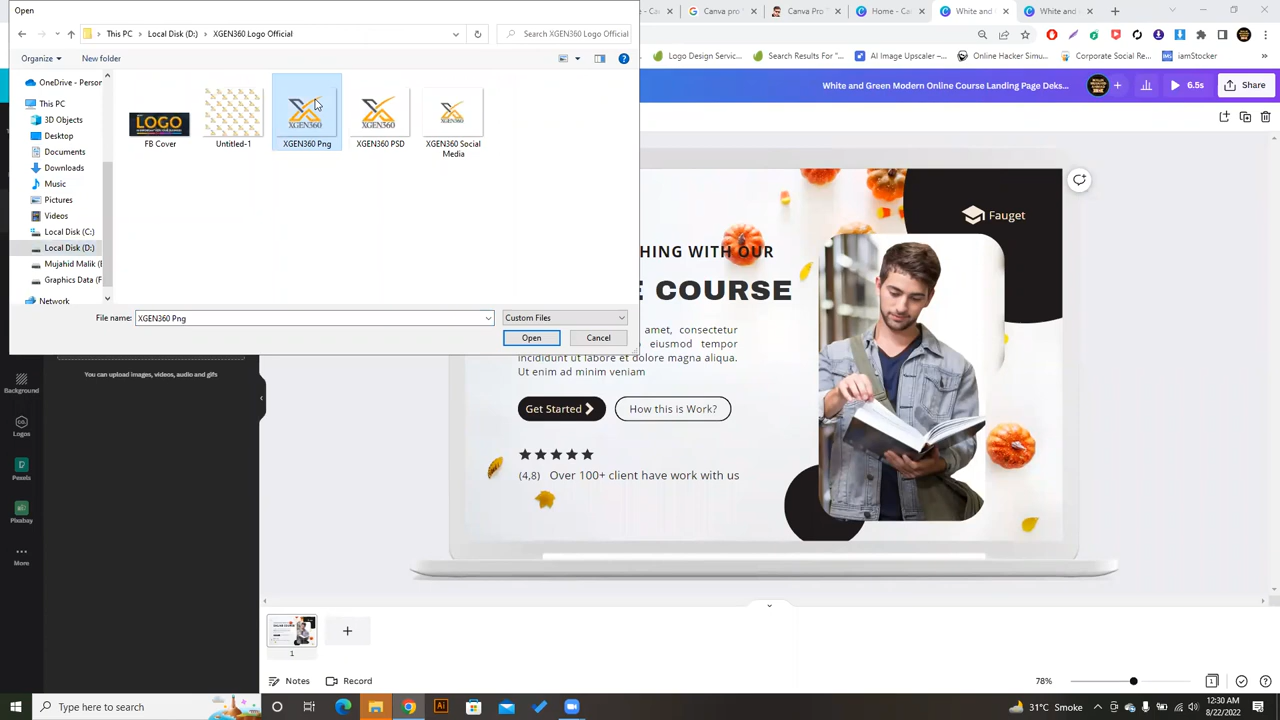 Open
This PC > Local Disk (D:) > XGEN360 Logo Official
Search XGEN360 Logo Official
Organize
New folder
OneDrive - Person
This PC
3D Objects
Desktop
Documents
Downloads
Music
Pictures
Videos
Local Disk (C:)
Local Disk (D:)
Mujahid Malik (E
Graphics Data (F
Network
LOGO
FB Cover
Untitled-1
XGEN360
XGEN360 Png
XGEN360
XGEN360 PSD
XGEN360
XGEN360 Social
Media
File name:
XGEN360 Png
Custom Files
Open
Cancel
Canva pro
Canva Pro
Home - Ca
White and
White and
Logo Design Servic...
Search Results For "...
AI Image Upscaler -...
Online Hacker Simu...
Corporate Social Re...
iamStocker
White and Green Modern Online Course Landing Page Deks...
6.5s
Share
You can upload images, videos, audio and gifs
Background
Logos
Pexels
Pixabay
More
Fauget
HING WITH OUR
E COURSE
amet, consectetur
eiusmod tempor
incididunt ut labore et dolore magna aliqua.
Ut enim ad minim veniam
Get Started
How this is Work?
(4,8) Over 100+ client have work with us
1
Notes
Record
78%
1
Type here to search
31°C Smoke
12:30 AM
8/22/2022